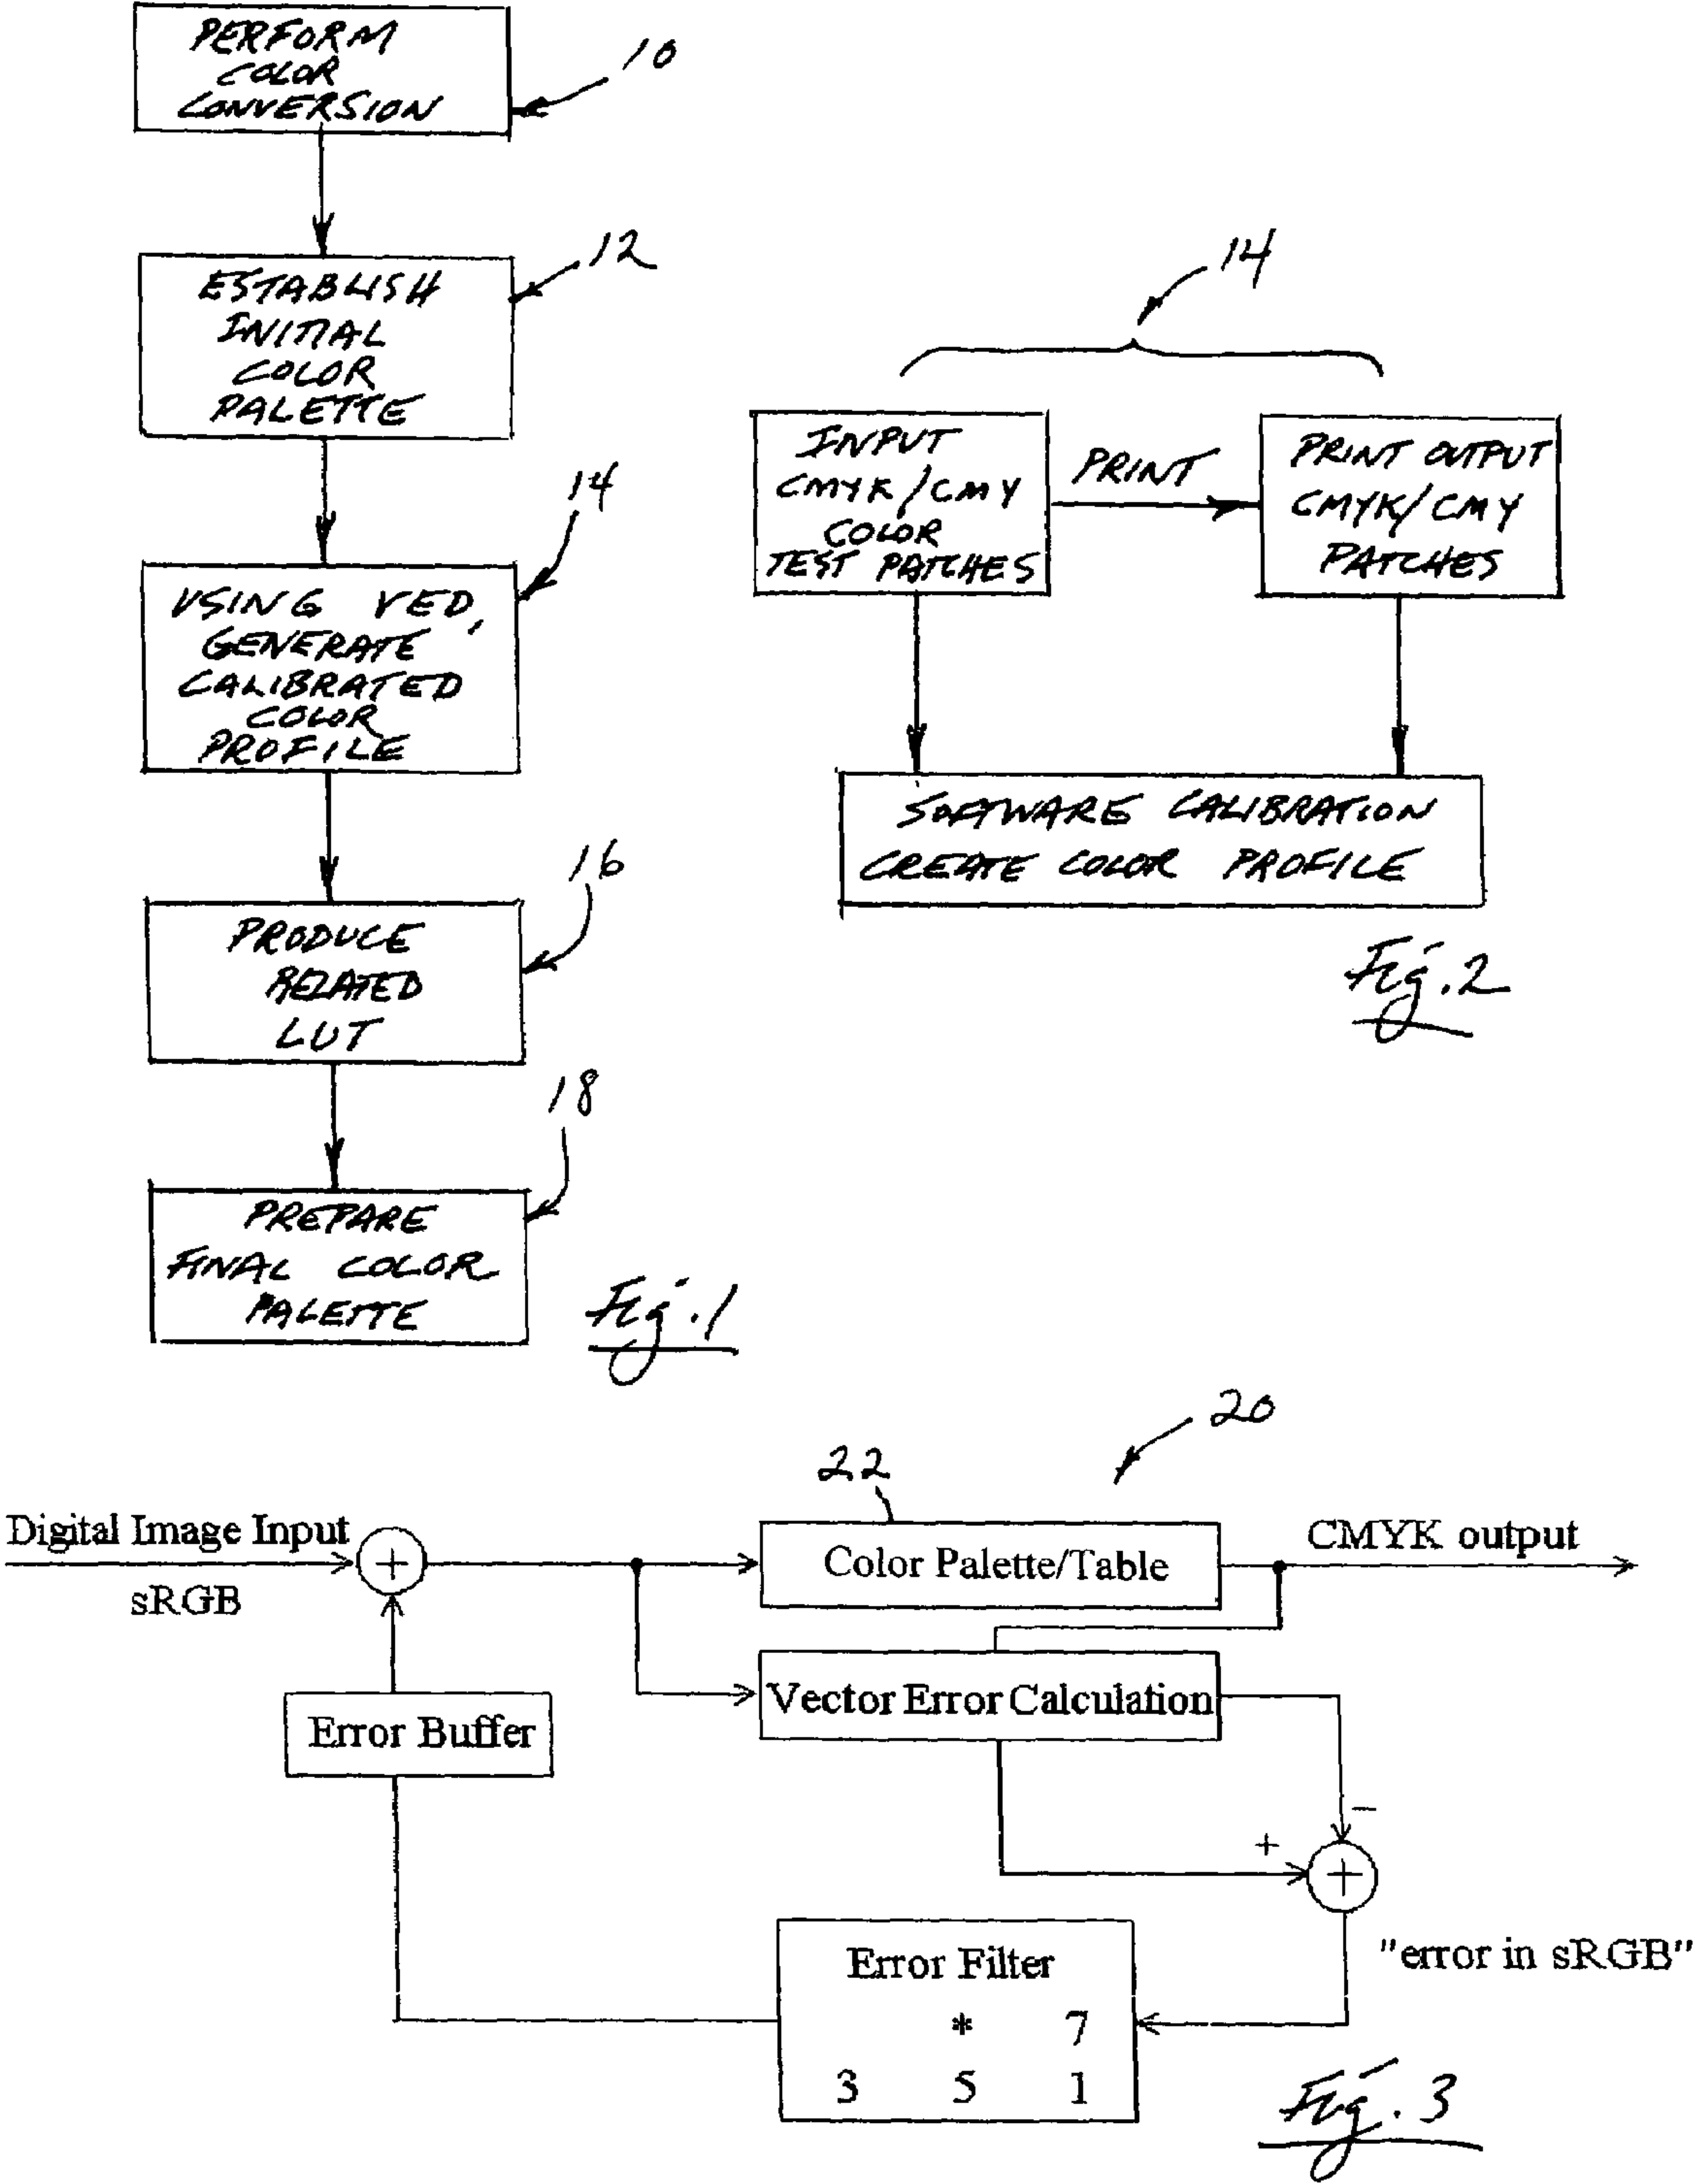 PERFORM
COLOR
CONVERSION
10
ESTABLISH
INITIAL
COLOR
PALETTE
12
USING VED,
GENERATE
CALIBRATED
COLOR
PROFILE
14
PRODUCE
RELATED
LUT
16
PREPARE
FINAL COLOR
PALETTE
18
Fig. 1
14
INPUT
CMYK/CMY
COLOR
TEST PATCHES
PRINT
PRINT OUTPUT
CMYK/CMY
PATCHES
SOFTWARE CALIBRATION
CREATE COLOR PROFILE
Fig. 2
20
22
Digital Image Input
sRGB
+
Color Palette/Table
CMYK output
Vector Error Calculation
Error Buffer
−
+
+
"error in sRGB"
Error Filter
* 7
3 5 1
Fig. 3